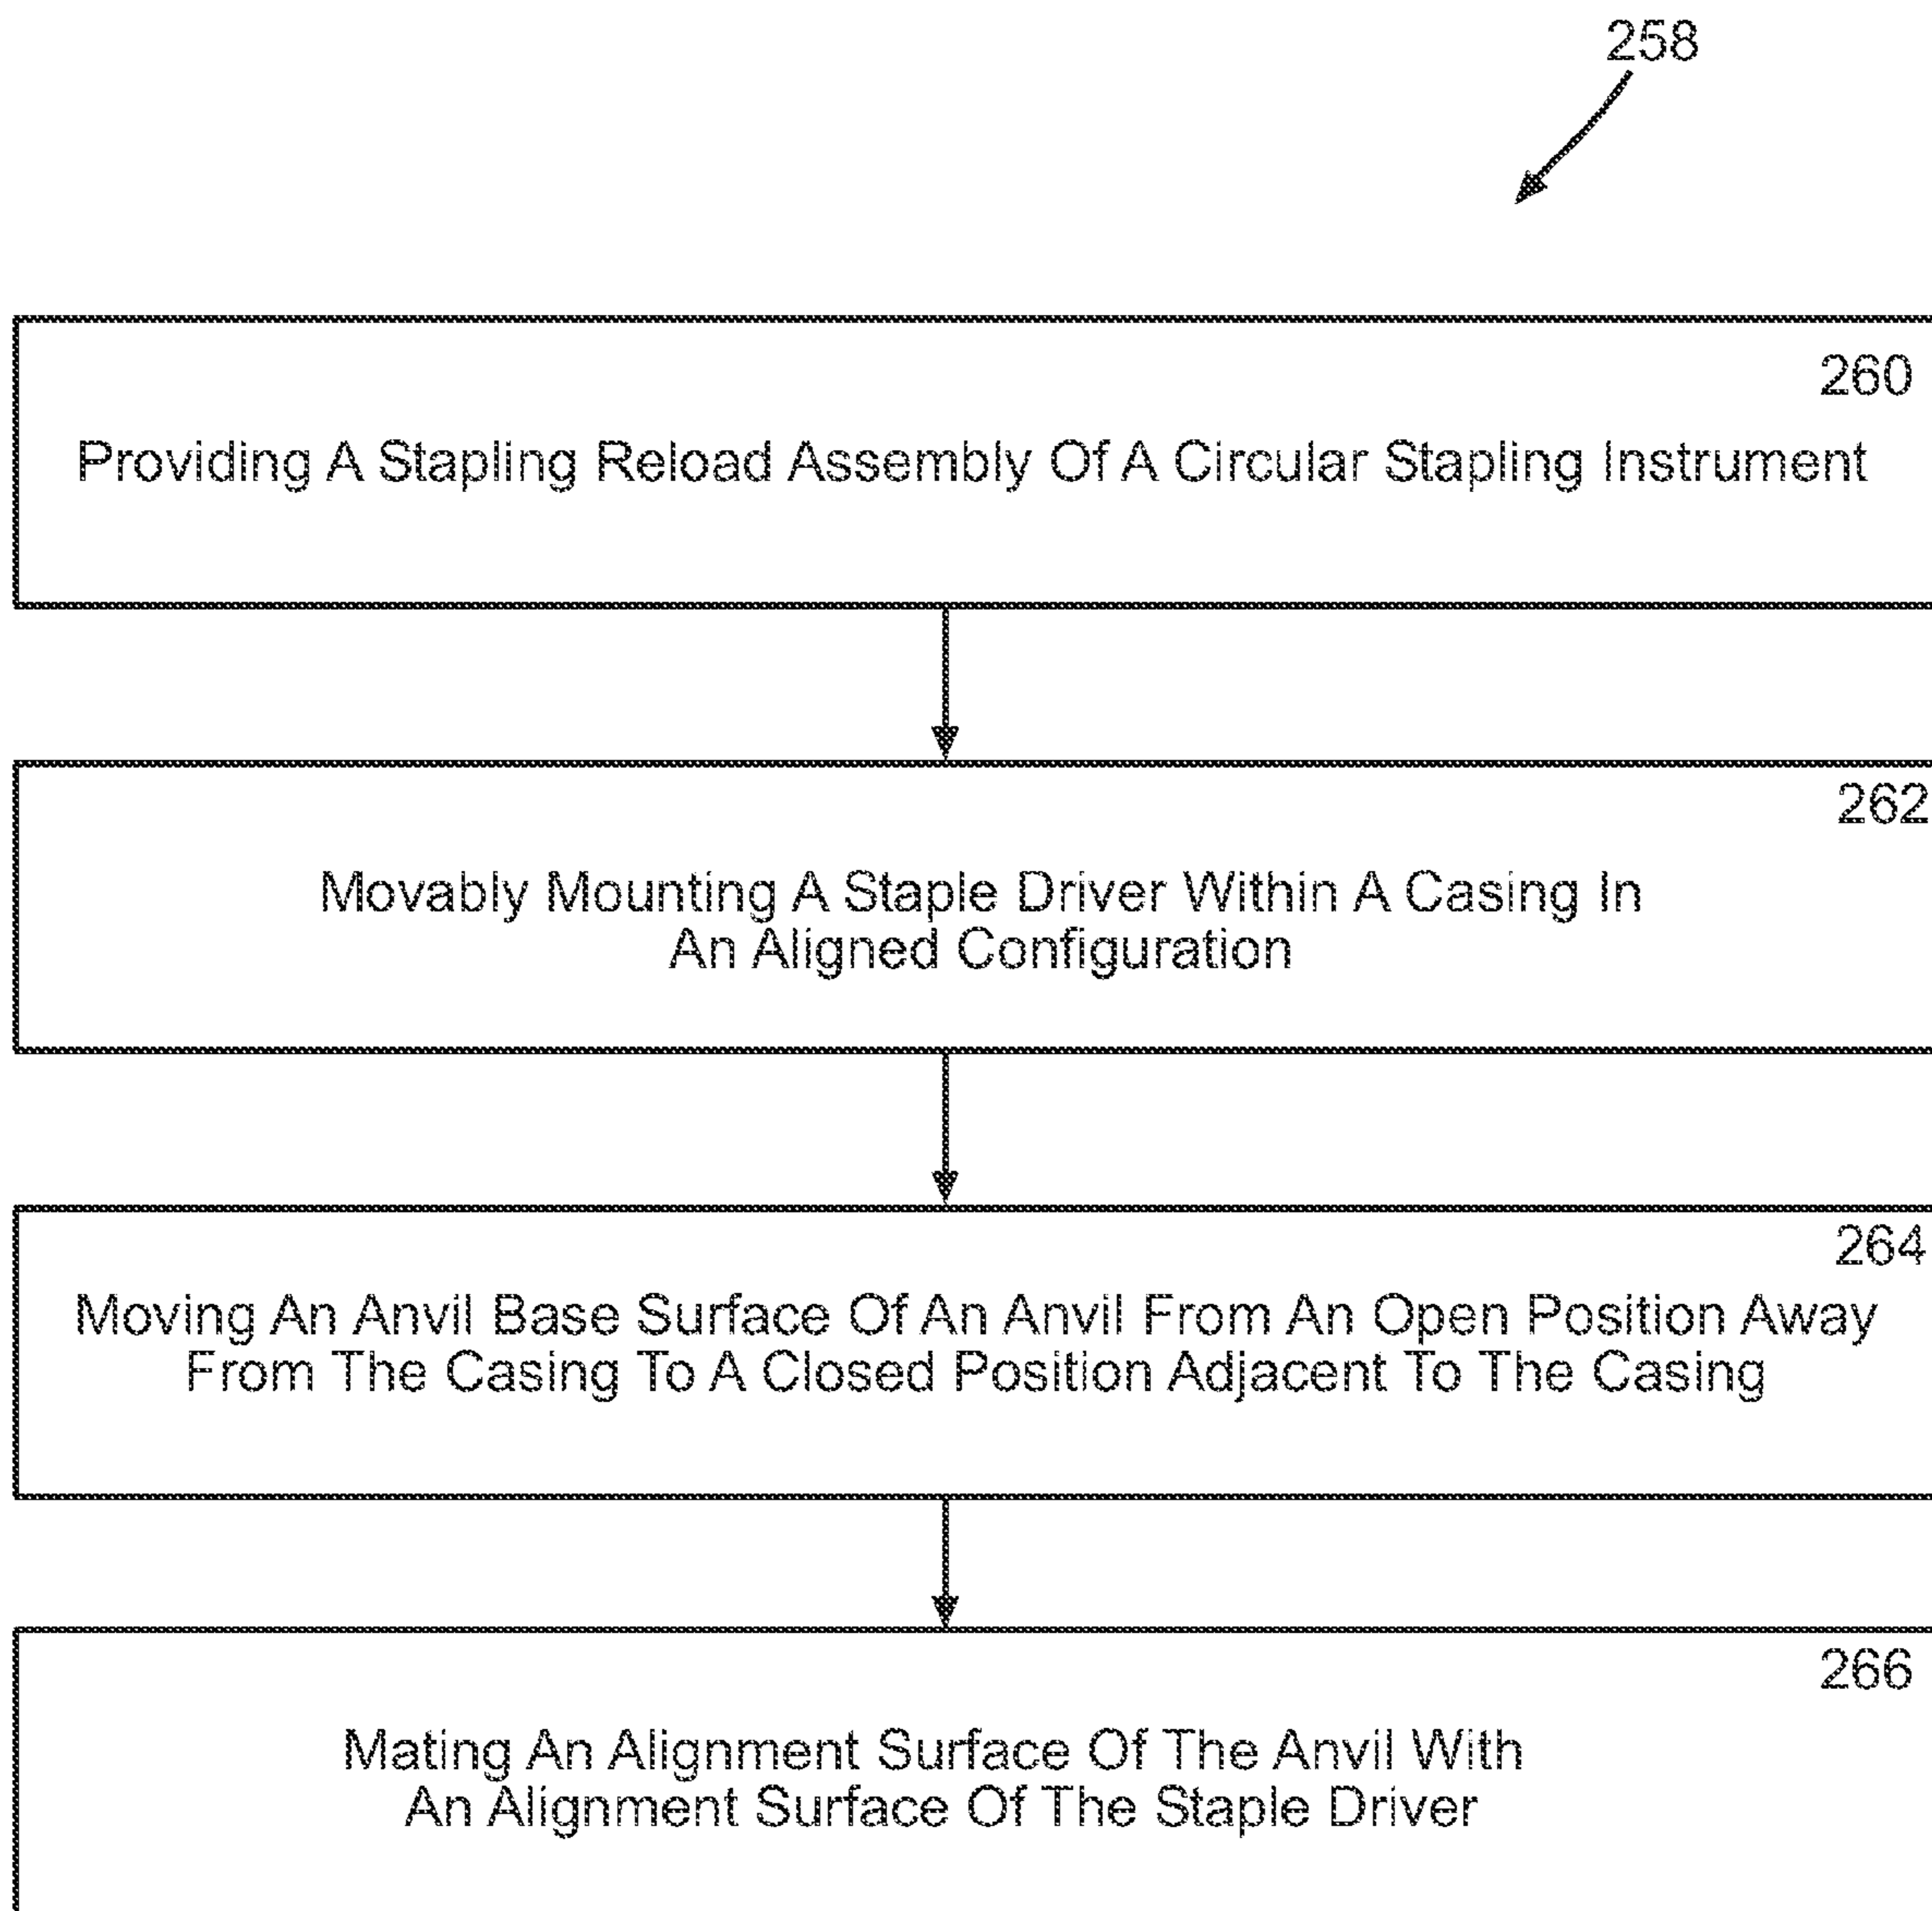 258
260
Providing A Stapling Reload Assembly Of A Circular Stapling Instrument
262
Movably Mounting A Staple Driver Within A Casing In
An Aligned Configuration
264
Moving An Anvil Base Surface Of An Anvil From An Open Position Away
From The Casing To A Closed Position Adjacent To The Casing
266
Mating An Alignment Surface Of The Anvil With
An Alignment Surface Of The Staple Driver